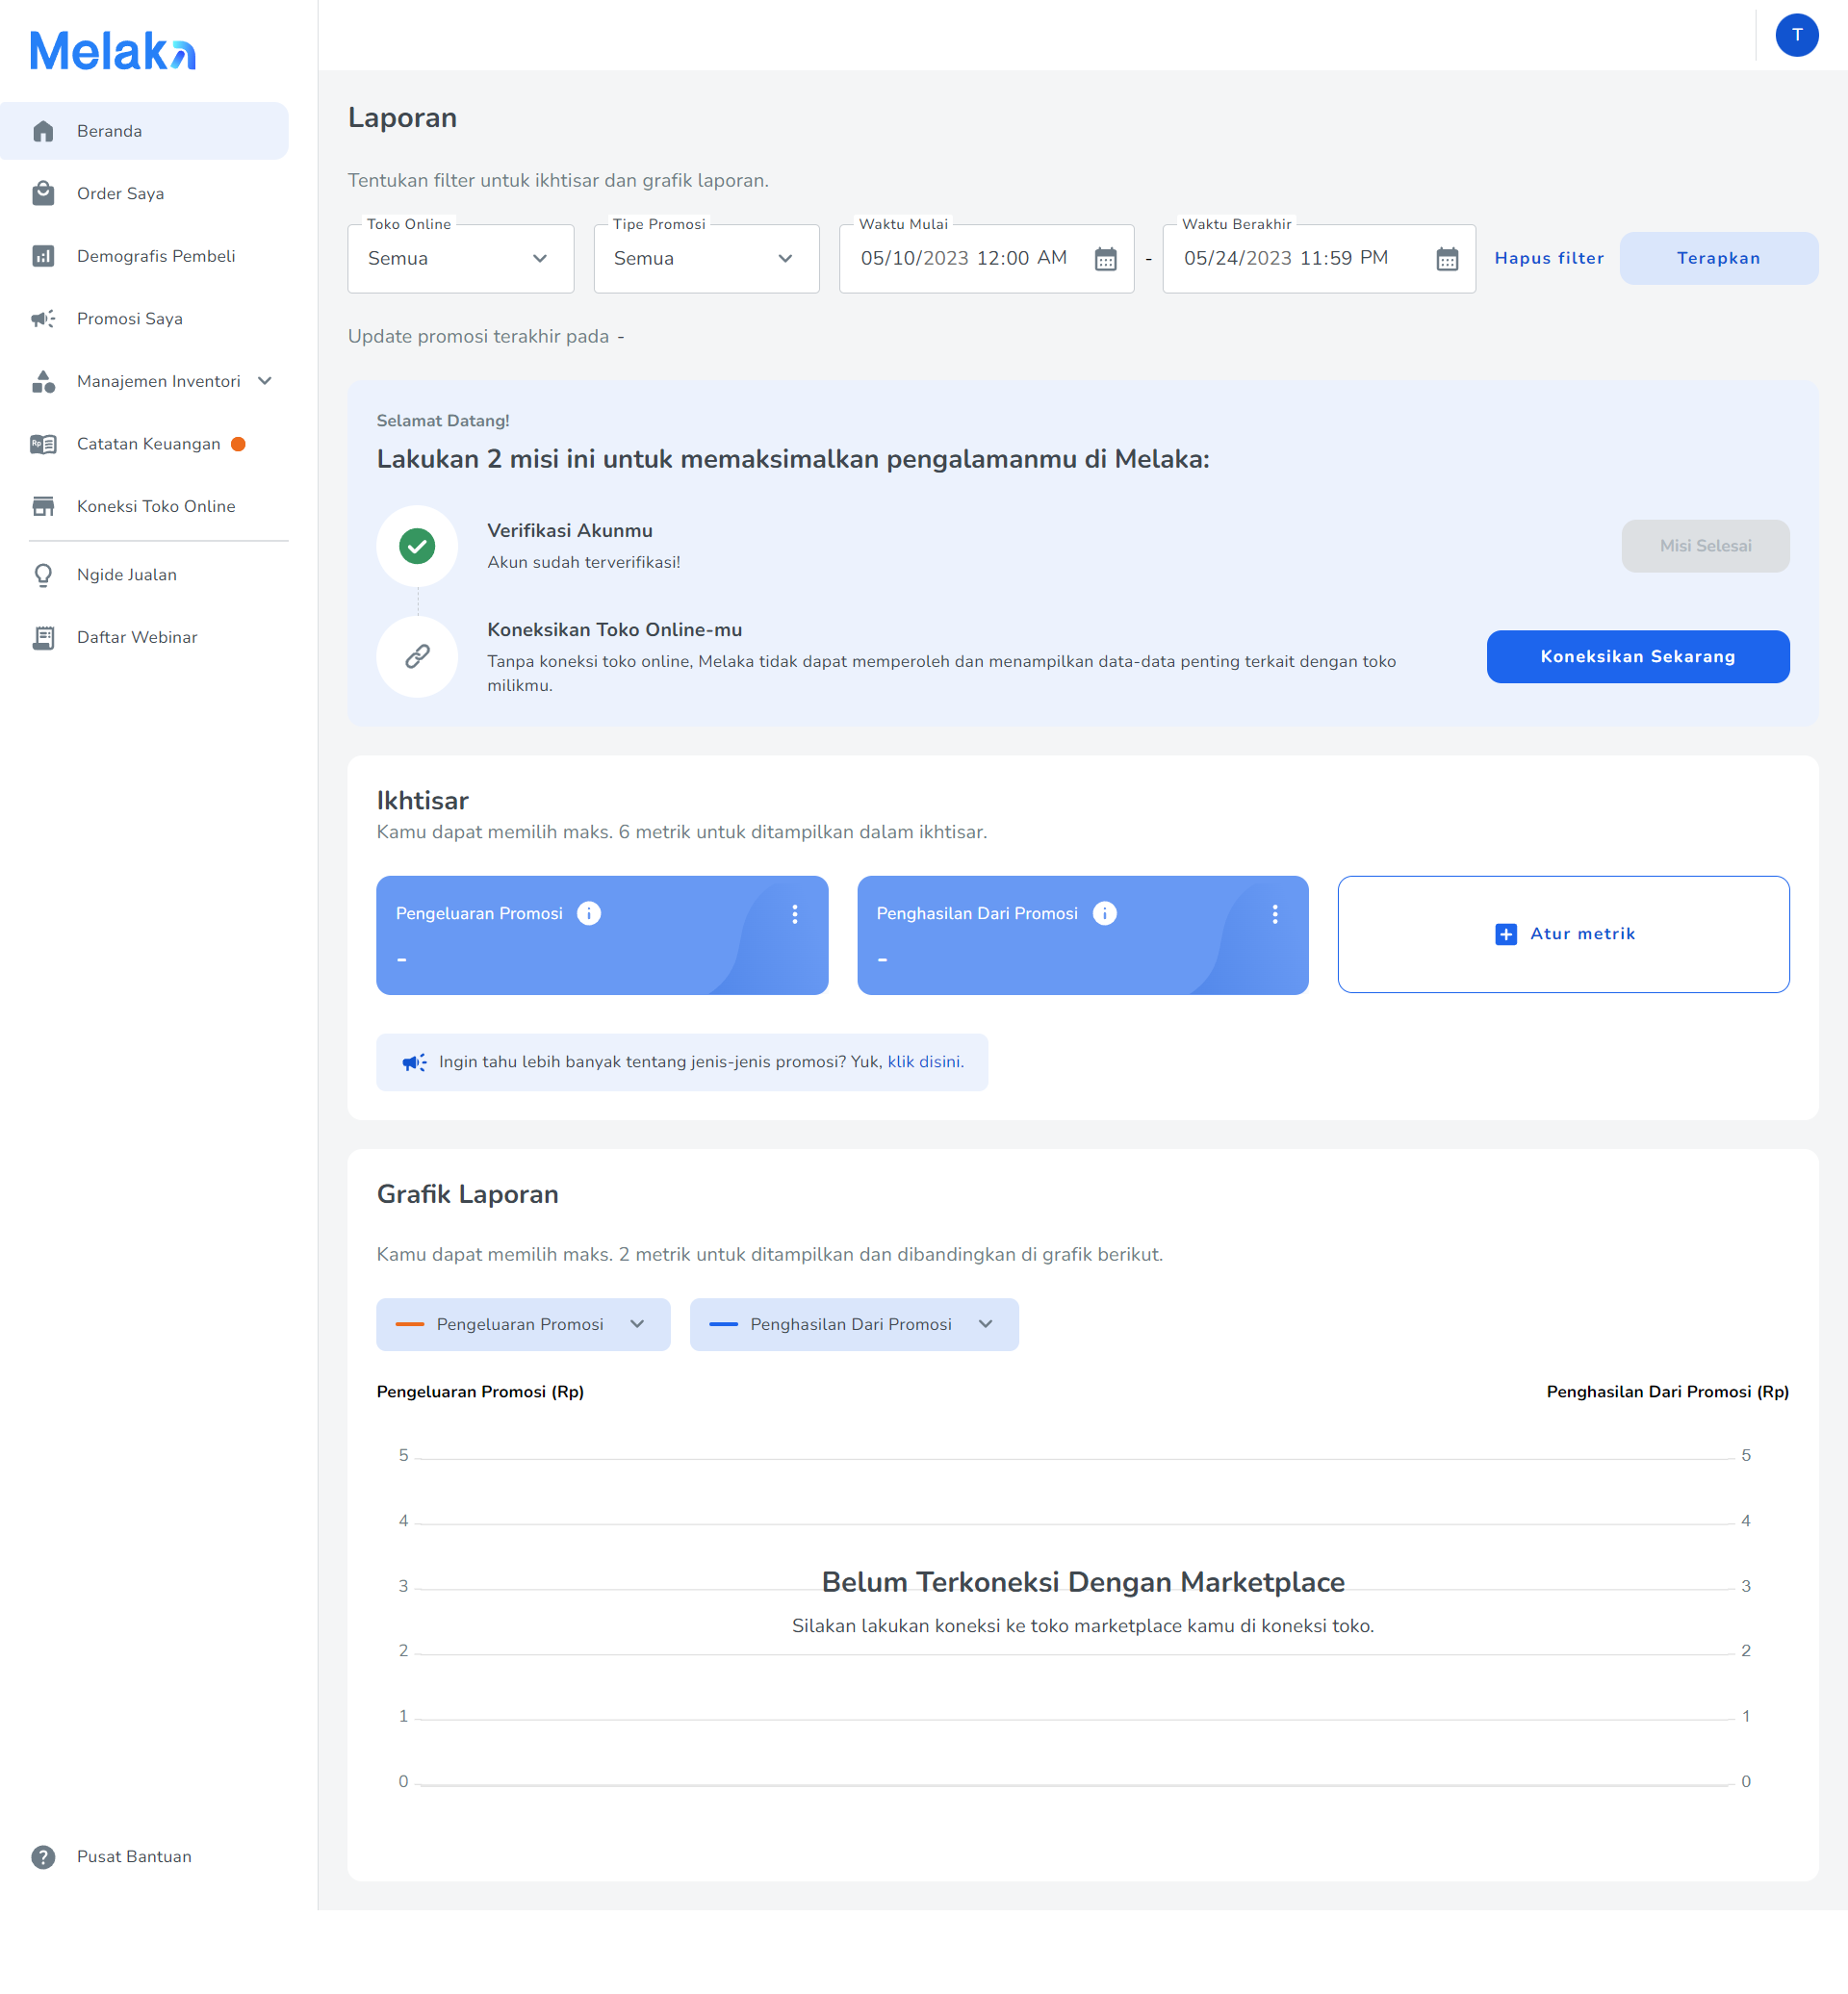 Melaka
T
Beranda
Order Saya
Demografis Pembeli
Promosi Saya
Manajemen Inventori
Rp
Catatan Keuangan
Koneksi Toko Online
Ngide Jualan
Daftar Webinar
Pusat Bantuan
Laporan
Tentukan filter untuk ikhtisar dan grafik laporan.
Toko Online
Semua
Tipe Promosi
Semua
Waktu Mulai
05/10/2023 12:00 AM
-
Waktu Berakhir
05/24/2023 11:59 PM
Hapus filter
Terapkan
Update promosi terakhir pada -
Selamat Datang!
Lakukan 2 misi ini untuk memaksimalkan pengalamanmu di Melaka:
Verifikasi Akunmu
Akun sudah terverifikasi!
Misi Selesai
Koneksikan Toko Online-mu
Tanpa koneksi toko online, Melaka tidak dapat memperoleh dan menampilkan data-data penting terkait dengan toko
milikmu.
Koneksikan Sekarang
Ikhtisar
Kamu dapat memilih maks. 6 metrik untuk ditampilkan dalam ikhtisar.
Pengeluaran Promosi
-
Penghasilan Dari Promosi
-
Atur metrik
Ingin tahu lebih banyak tentang jenis-jenis promosi? Yuk, klik disini.
Grafik Laporan
Kamu dapat memilih maks. 2 metrik untuk ditampilkan dan dibandingkan di grafik berikut.
Pengeluaran Promosi
Penghasilan Dari Promosi
Pengeluaran Promosi (Rp)
Penghasilan Dari Promosi (Rp)
5 5
4 4
Belum Terkoneksi Dengan Marketplace
3 3
Silakan lakukan koneksi ke toko marketplace kamu di koneksi toko.
2 2
1 1
0 0